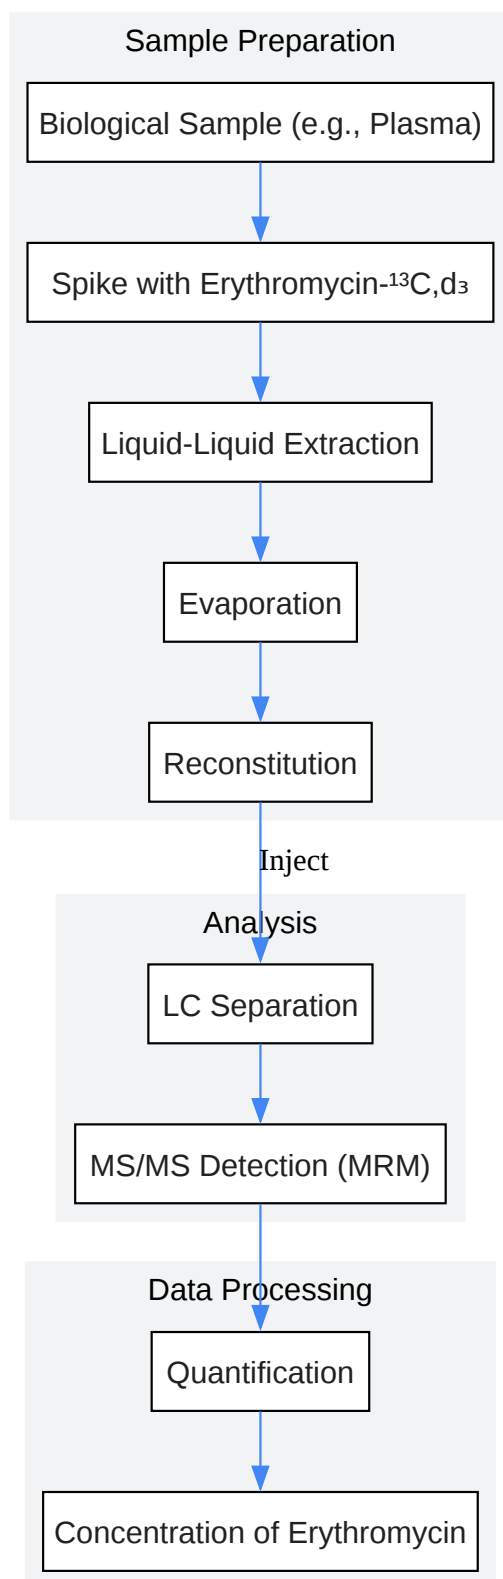 Sample Preparation
Biological Sample (e.g., Plasma)
Spike with Erythromycin-¹³C,d₃
Liquid-Liquid Extraction
Evaporation
Reconstitution
Inject
Analysis
LC Separation
MS/MS Detection (MRM)
Data Processing
Quantification
Concentration of Erythromycin